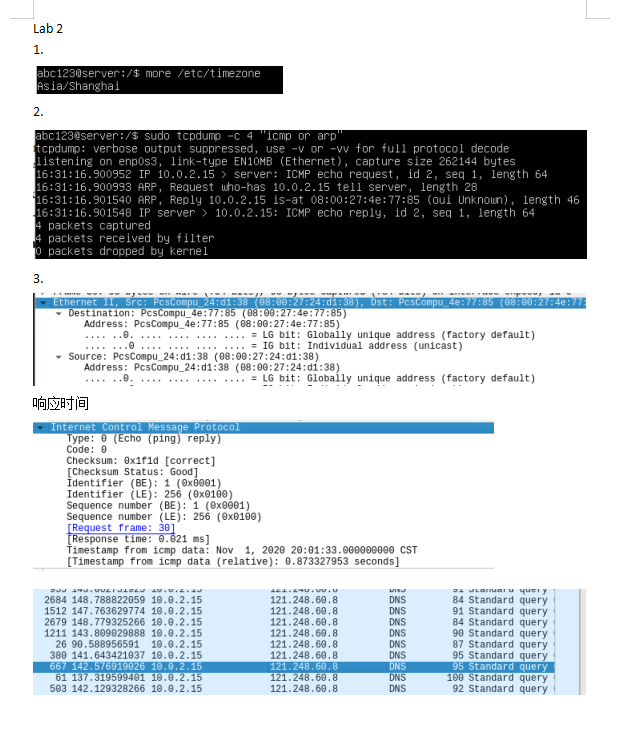 Lab 2
1.
abc123@server:/$ more /etc/timezone
Asia/Shanghai
2.
abc123@server:/$ sudo tcpdump -c 4 "icmp or arp"
tcpdump: verbose output suppressed, use -v or -vv for full protocol decode
listening on enp0s3, link-type EN10MB (Ethernet), capture size 262144 bytes
16:31:16.900952 IP 10.0.2.15 > server: ICMP echo request, id 2, seq 1, length 64
16:31:16.900993 ARP, Request who-has 10.0.2.15 tell server, length 28
16:31:16.901540 ARP, Reply 10.0.2.15 is-at 08:00:27:4e:77:85 (oui Unknown), length 46
16:31:16.901548 IP server > 10.0.2.15: ICMP echo reply, id 2, seq 1, length 64
4 packets captured
4 packets received by filter
0 packets dropped by kernel
3.
Ethernet II, Src: PcsCompu_24:d1:38 (08:00:27:24:d1:38), Dst: PcsCompu_4e:77:85 (08:00:27:4e:77:
Destination: PcsCompu_4e:77:85 (08:00:27:4e:77:85)
Address: PcsCompu_4e:77:85 (08:00:27:4e:77:85)
.... ..0. .... .... .... .... = LG bit: Globally unique address (factory default)
.... ...0 .... .... .... .... = IG bit: Individual address (unicast)
Source: PcsCompu_24:d1:38 (08:00:27:24:d1:38)
Address: PcsCompu_24:d1:38 (08:00:27:24:d1:38)
.... ..0. .... .... .... .... = LG bit: Globally unique address (factory default)
响应时间
Internet Control Message Protocol
Type: 0 (Echo (ping) reply)
Code: 0
Checksum: 0x1f1d [correct]
[Checksum Status: Good]
Identifier (BE): 1 (0x0001)
Identifier (LE): 256 (0x0100)
Sequence number (BE): 1 (0x0001)
Sequence number (LE): 256 (0x0100)
[Request frame: 30]
[Response time: 0.021 ms]
Timestamp from icmp data: Nov 1, 2020 20:01:33.000000000 CST
[Timestamp from icmp data (relative): 0.873327953 seconds]
2684 148.788822059 10.0.2.15 121.248.60.8 DNS 84 Standard query
1512 147.763629774 10.0.2.15 121.248.60.8 DNS 91 Standard query
2679 148.779325266 10.0.2.15 121.248.60.8 DNS 84 Standard query
1211 143.809029888 10.0.2.15 121.248.60.8 DNS 90 Standard query
26 90.588956591 10.0.2.15 121.248.60.8 DNS 87 Standard query
380 141.643421037 10.0.2.15 121.248.60.8 DNS 95 Standard query
667 142.576919026 10.0.2.15 121.248.60.8 DNS 95 Standard query
61 137.319599401 10.0.2.15 121.248.60.8 DNS 100 Standard query
503 142.129328266 10.0.2.15 121.248.60.8 DNS 92 Standard query